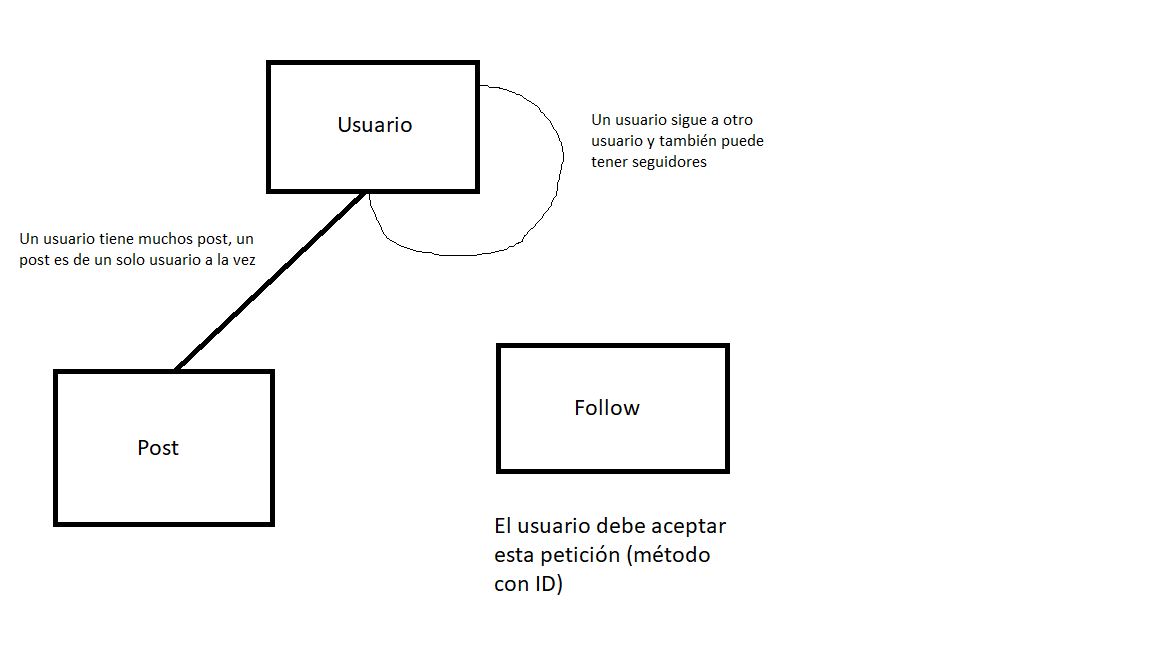 Usuario
Un usuario sigue a otro
usuario y también puede
tener seguidores
Un usuario tiene muchos post, un
post es de un solo usuario a la vez
Follow
Post
El usuario debe aceptar
esta petición (método
con ID)